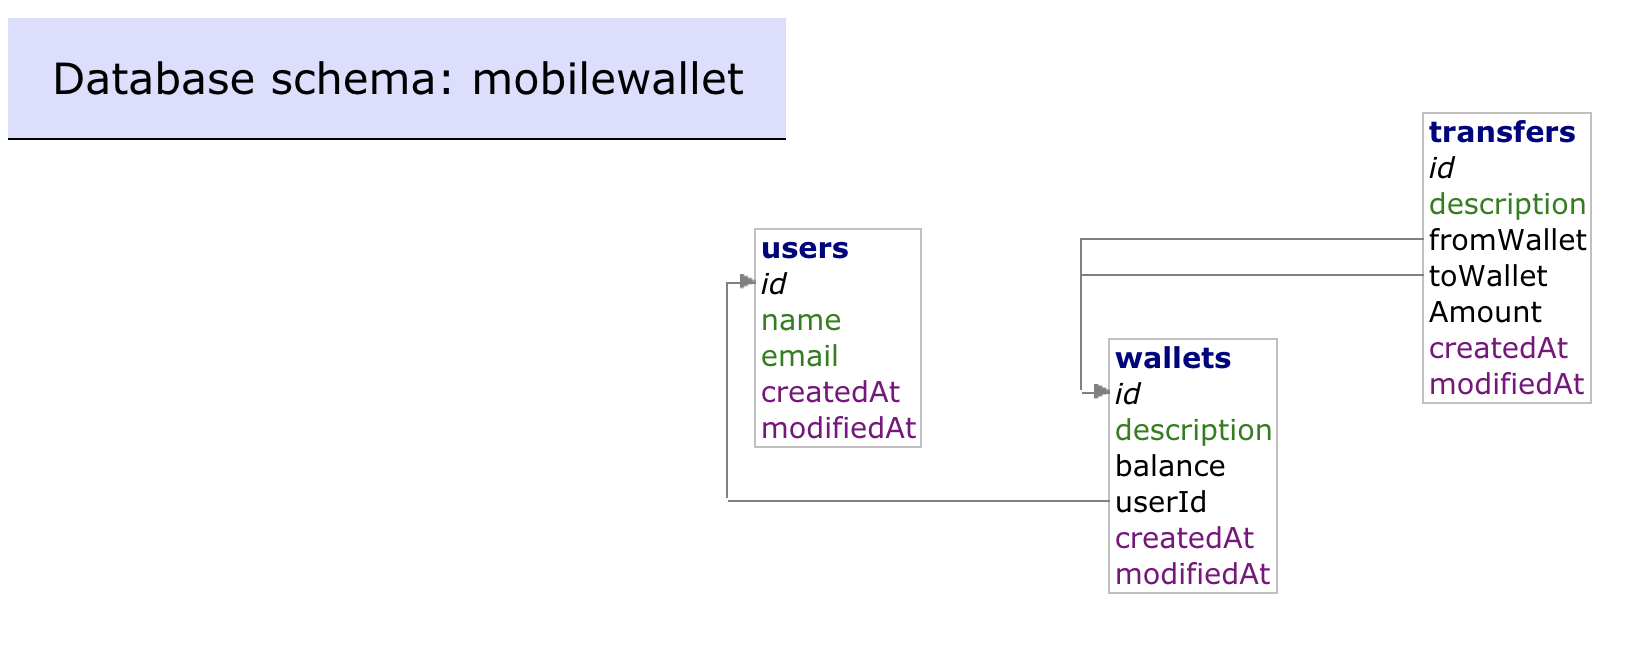 Database schema: mobilewallet
users
id
name
email
createdAt
modifiedAt
wallets
id
description
balance
userId
createdAt
modifiedAt
transfers
id
description
fromWallet
toWallet
Amount
createdAt
modifiedAt